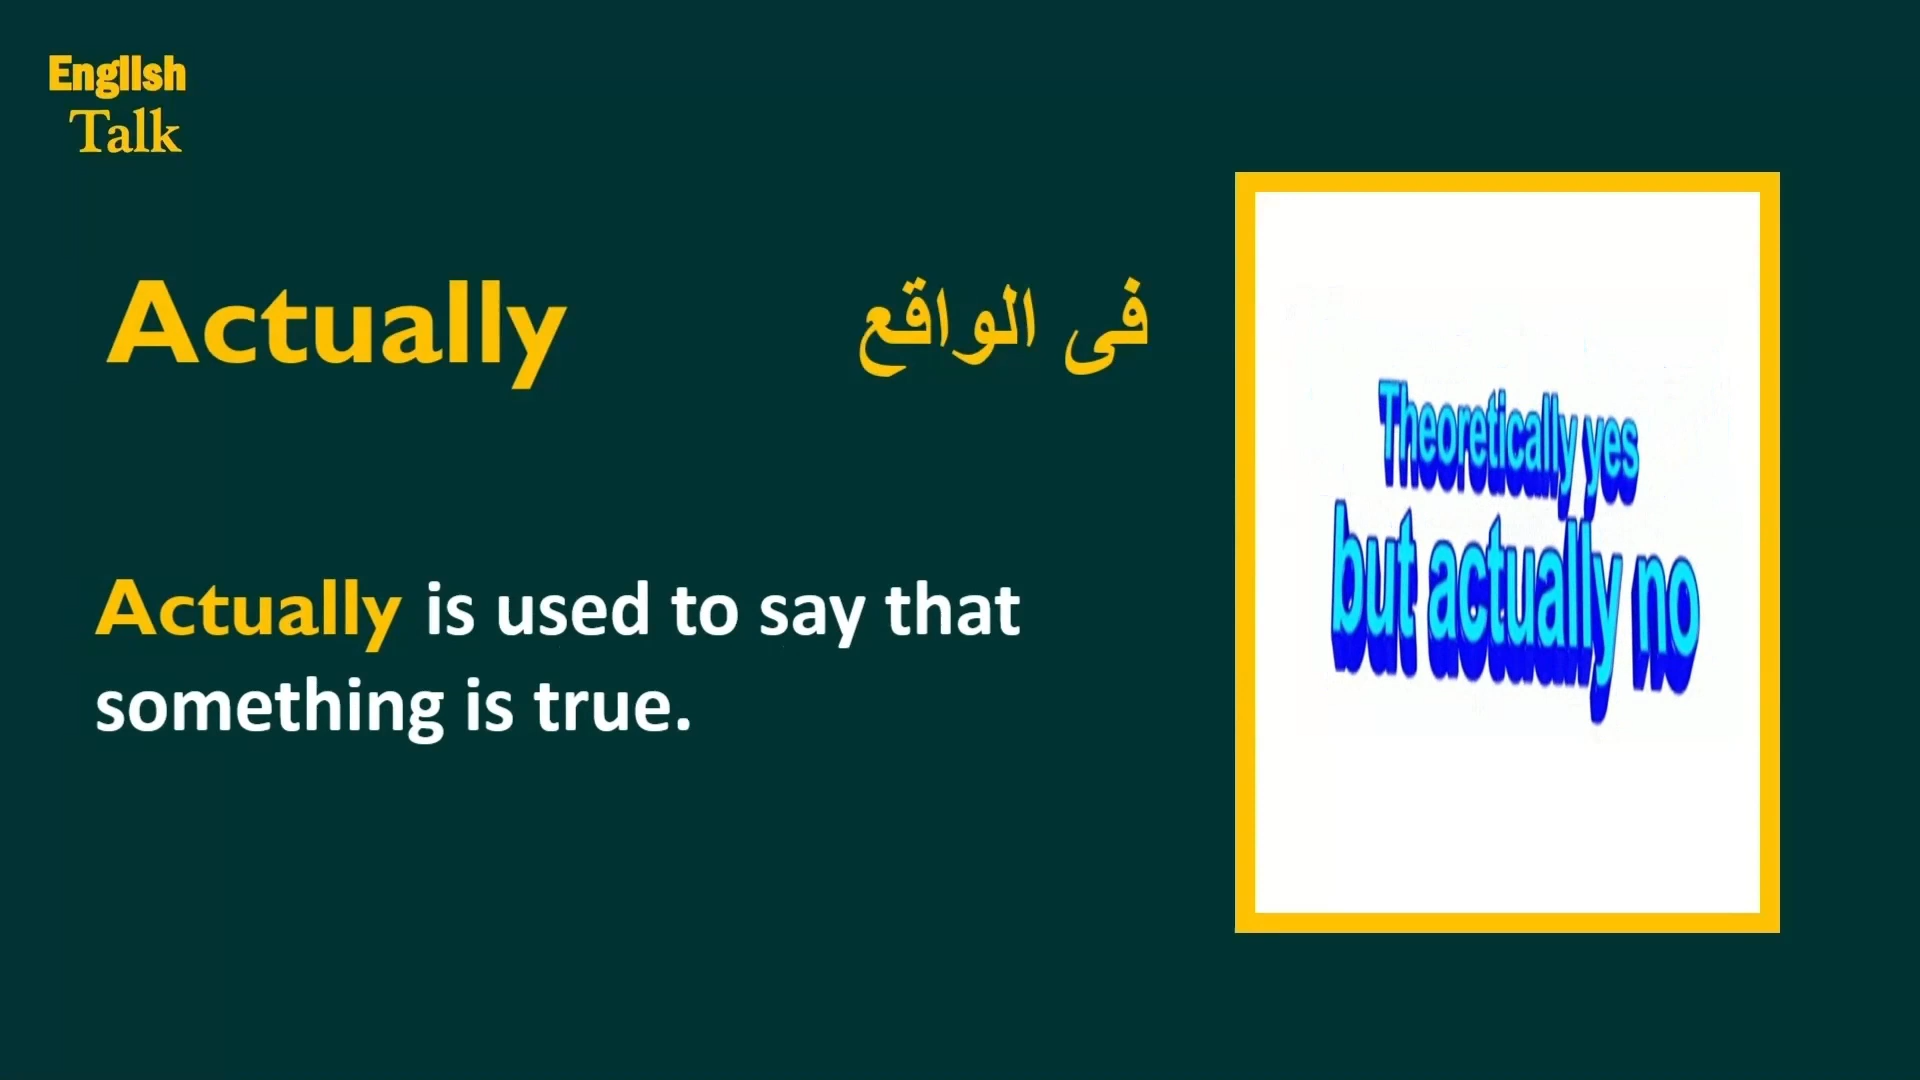 English
Talk
Actually
فى الواقع
Actually is used to say that
something is true.
Theoretically yes
but actually no